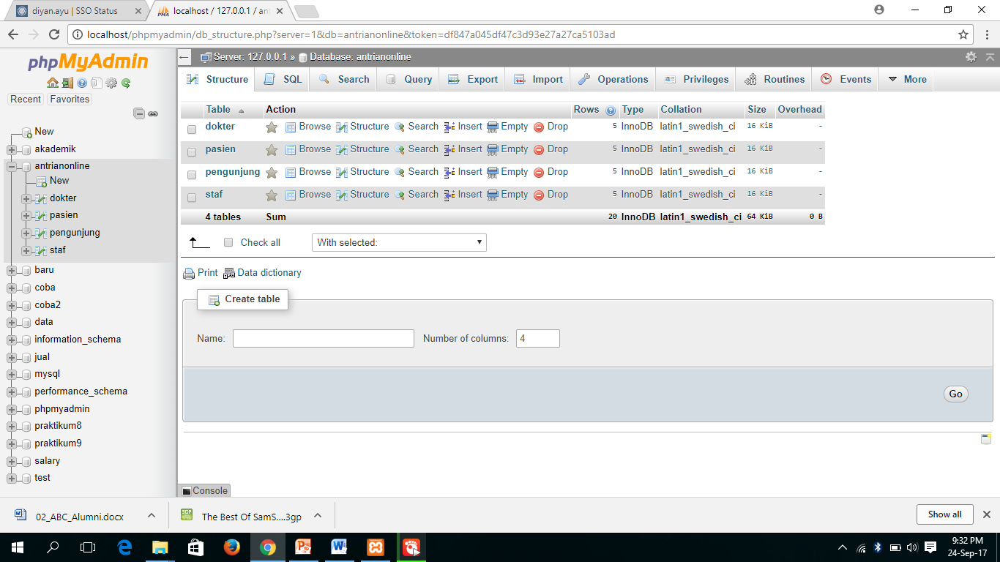 diyan.ayu | SSO Status
localhost / 127.0.0.1 / an
localhost/phpmyadmin/db_structure.php?server=1&db=antrianonline&token=df847a045df47c3d93e27a27ca5103ad
phpMyAdmin
Recent Favorites
New
akademik
antrianonline
New
dokter
pasien
pengunjung
staf
baru
coba
coba2
data
information_schema
jual
mysql
performance_schema
phpmyadmin
praktikum8
praktikum9
salary
test
Server: 127.0.0.1 » Database: antrianonline
Structure SQL Search Query Export Import Operations Privileges Routines Events More
Table Action Rows Type Collation Size Overhead
dokter Browse Structure Search Insert Empty Drop 5 InnoDB latin1_swedish_ci 16 KiB -
pasien Browse Structure Search Insert Empty Drop 5 InnoDB latin1_swedish_ci 16 KiB -
pengunjung Browse Structure Search Insert Empty Drop 5 InnoDB latin1_swedish_ci 16 KiB -
staf Browse Structure Search Insert Empty Drop 5 InnoDB latin1_swedish_ci 16 KiB -
4 tables Sum 20 InnoDB latin1_swedish_ci 64 KiB 0 B
Check all With selected:
Print Data dictionary
Create table
Name: Number of columns: 4
Go
Console
02_ABC_Alumni.docx
The Best Of SamS....3gp
Show all
9:32 PM
24-Sep-17